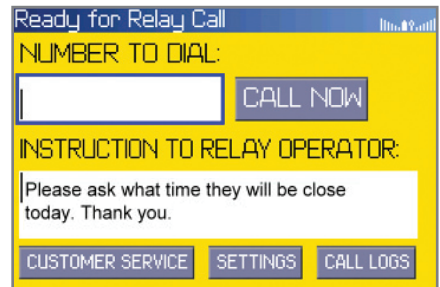 Ready for Relay Call
NUMBER TO DIAL:
CALL NOW
INSTRUCTION TO RELAY OPERATOR:
Please ask what time they will be close
today. Thank you.
CUSTOMER SERVICE SETTINGS CALL LOGS